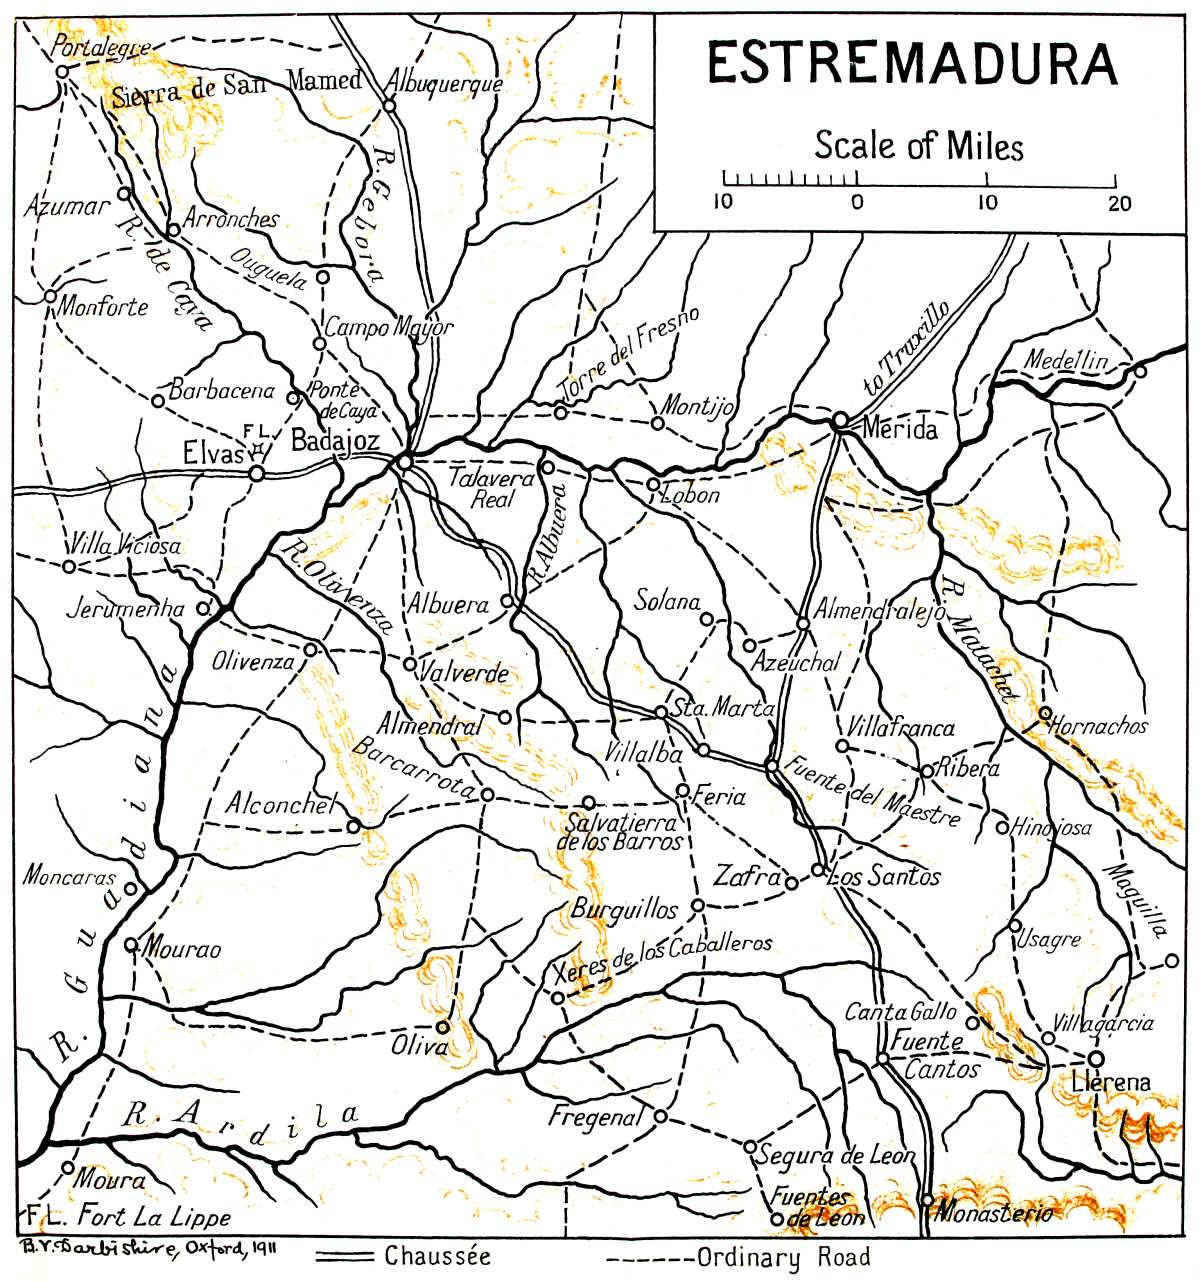 ESTREMADURA
Scale of Miles
10 0 10 20
Portalegre
Sierra de San Mamed
Albuquerque
R. Gebora
Azumar
Arronches
R. de Caya
Ouguela
Monforte
Campo Mayor
to Truxillo
Torre del Fresno
Medellin
Barbacena
Ponte
de Caya
Montijo
F L
Elvas
Badajoz
Merida
Talavera
Real
Lobon
R. Albuera
Villa Viciosa
R. Olivenza
Jerumenha
Albuera
Solana
Almendralejo
R. Matachel
Olivenza
Valverde
Azeuchal
Almendral
Sta. Marta
Villafranca
Hornachos
Barcarrota
Villalba
Fuente del Maestre
Ribera
Alconchel
Feria
Salvatierra
de los Barros
Hinojosa
Moncaras
Zafra
Los Santos
Maguilla
R. Guadiana
Burguillos
Usagre
Mourao
Xeres de los Caballeros
Canta Gallo
Villagarcia
Oliva
Fuente
Cantos
Llerena
R. Ardila
Fregenal
Segura de Leon
Moura
Fuentes
de Leon
Monasterio
F L. Fort La Lippe
B.V. Darbishire, Oxford, 1911
Chaussée
Ordinary Road